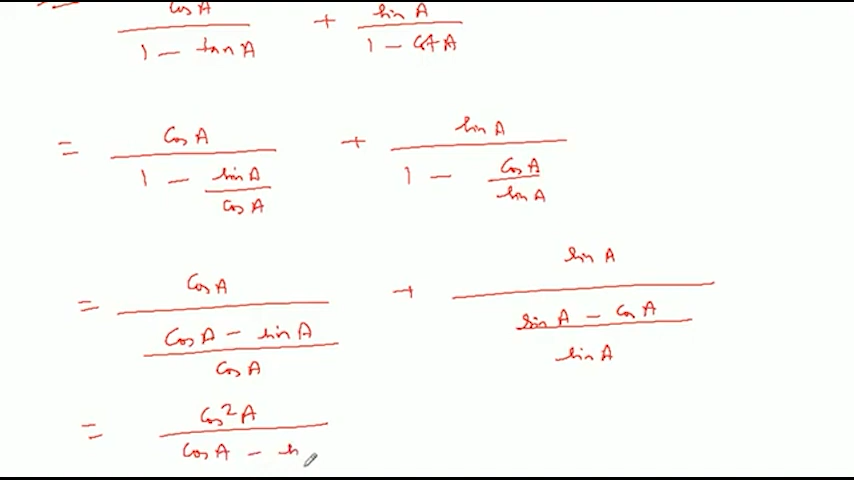 = cos A / (1 - tan A) + sin A / (1 - cot A)
= cos A / (1 - sin A / cos A) + sin A / (1 - cos A / sin A)
= cos A / ((cos A - sin A) / cos A) + sin A / ((sin A - cos A) / sin A)
= cos²A / (cos A - s